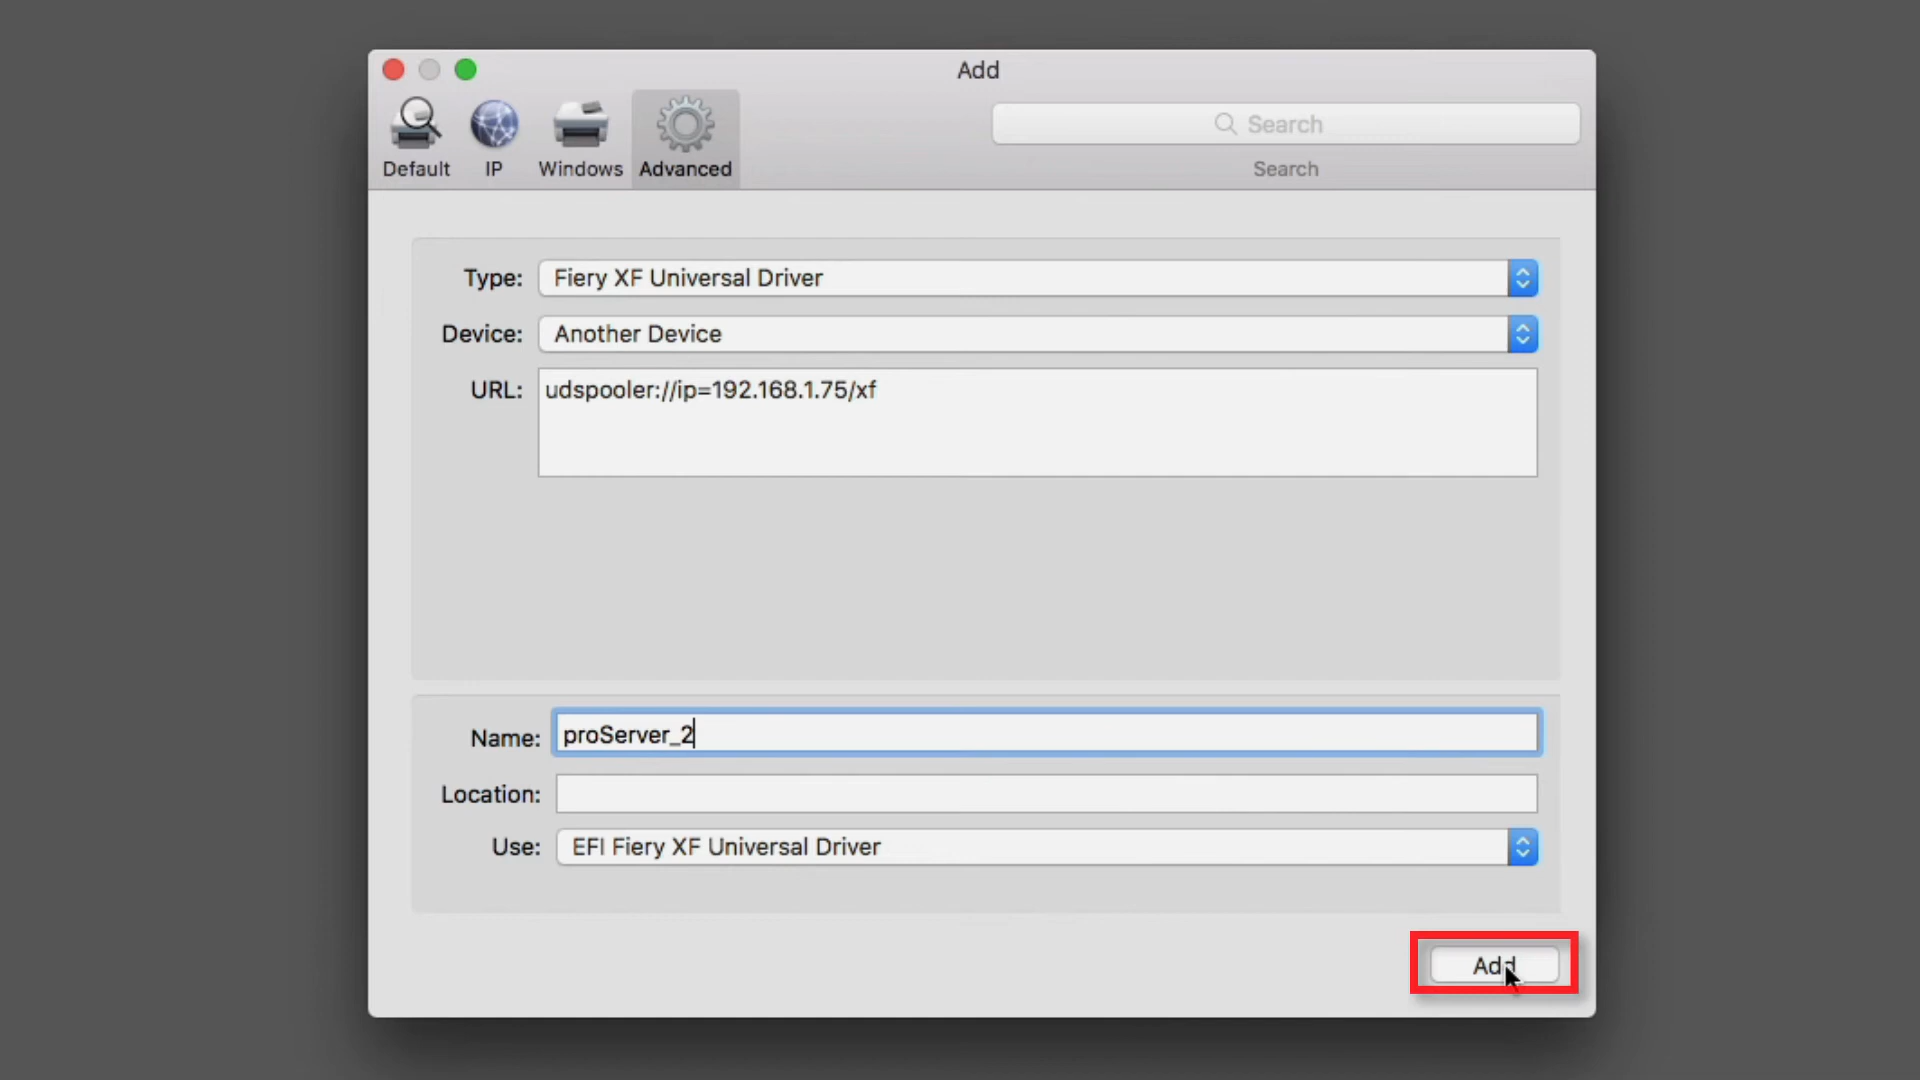 Add
Default
IP
Windows
Advanced
Search
Search
Type:
Fiery XF Universal Driver
Device:
Another Device
URL:
udspooler://ip=192.168.1.75/xf
Name:
proServer_2
Location:
Use:
EFI Fiery XF Universal Driver
Add